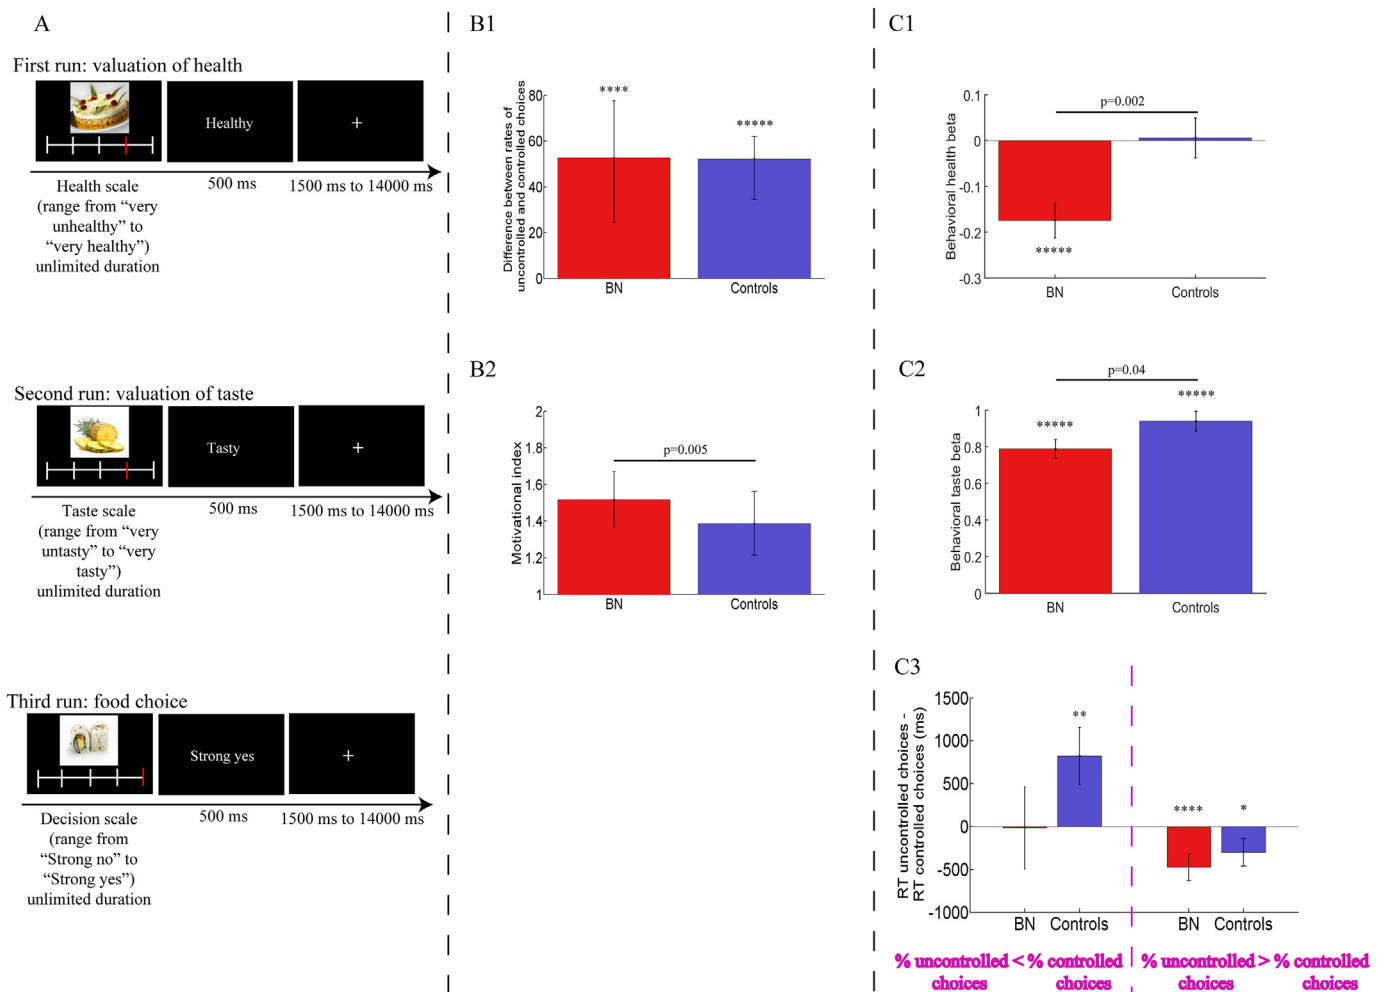 A
First run: valuation of health
Healthy
+
Health scale
(range from “very
unhealthy” to
“very healthy”)
unlimited duration
500 ms
1500 ms to 14000 ms
Second run: valuation of taste
Tasty
+
Taste scale
(range from “very
untasty” to “very
tasty”)
unlimited duration
500 ms
1500 ms to 14000 ms
Third run: food choice
Strong yes
+
Decision scale
(range from
“Strong no” to
“Strong yes”)
unlimited duration
500 ms
1500 ms to 14000 ms
B1
Difference between rates of
uncontrolled and controlled choices
80
60
40
20
0
****
*****
BN
Controls
B2
Motivational index
2
1.8
1.6
1.4
1.2
1
p=0.005
BN
Controls
C1
Behavioral health beta
0.1
0
-0.1
-0.2
-0.3
p=0.002
*****
BN
Controls
C2
Behavioral taste beta
1
0.8
0.6
0.4
0.2
0
p=0.04
*****
*****
BN
Controls
C3
RT uncontrolled choices -
RT controlled choices (ms)
1500
1000
500
0
-500
-1000
**
****
*
BN
Controls
BN
Controls
% uncontrolled < % controlled
choices choices
% uncontrolled > % controlled
choices choices